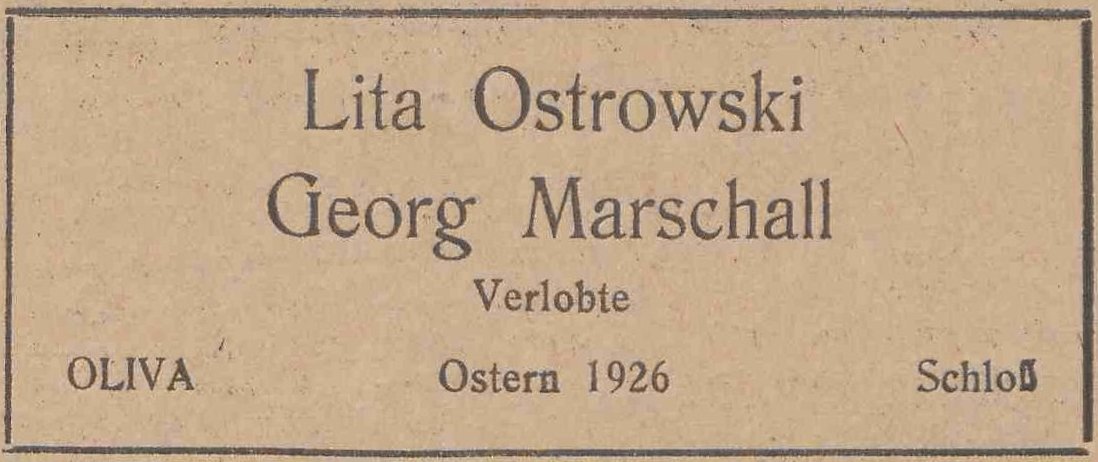 Lita Ostrowski
Georg Marschall
Verlobte
OLIVA Ostern 1926 Schloß